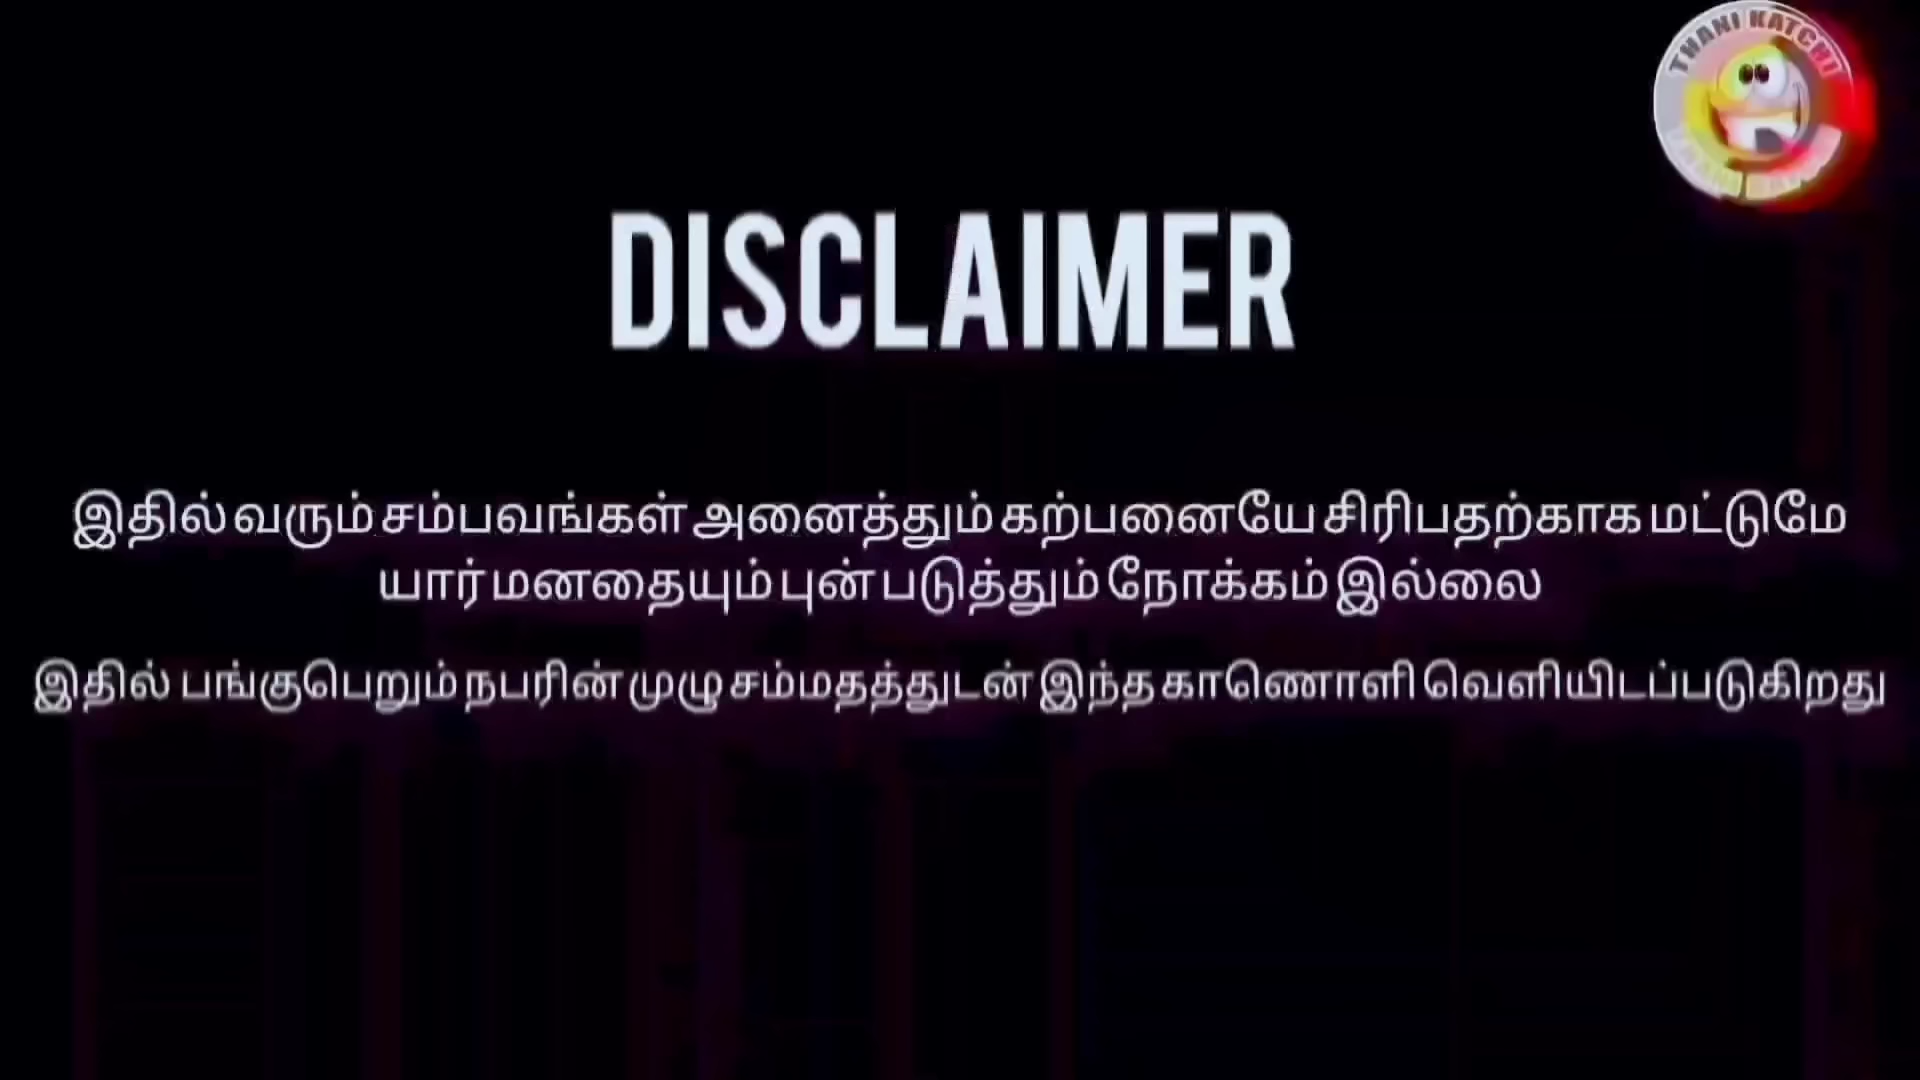 THANI KATCHI
DISCLAIMER
இதில் வரும் சம்பவங்கள் அனைத்தும் கற்பனையே சிரிபதற்காக மட்டுமே
யார் மனதையும் புன் படுத்தும் நோக்கம் இல்லை
இதில் பங்குபெறும் நபரின் முழு சம்மதத்துடன் இந்த காணொளி வெளியிடப்படுகிறது